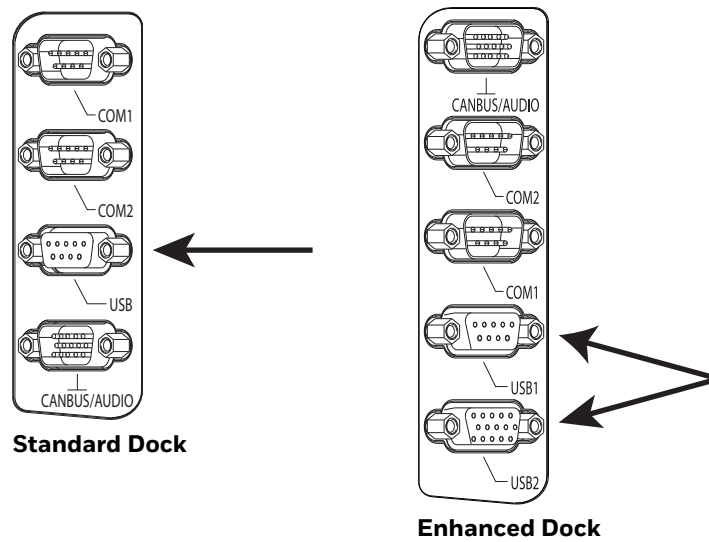 COM1
COM2
USB
CANBUS/AUDIO
Standard Dock
CANBUS/AUDIO
COM2
COM1
USB1
USB2
Enhanced Dock